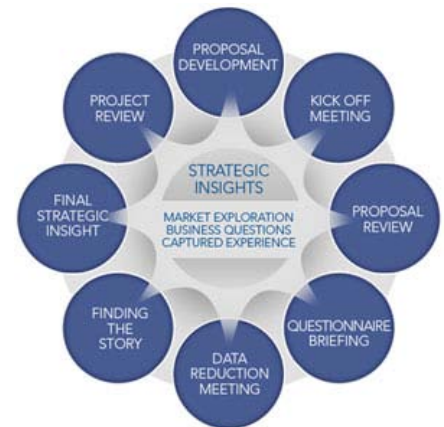 PROPOSAL
DEVELOPMENT
KICK OFF
MEETING
PROPOSAL
REVIEW
QUESTIONNAIRE
BRIEFING
DATA
REDUCTION
MEETING
FINDING
THE
STORY
FINAL
STRATEGIC
INSIGHT
PROJECT
REVIEW
STRATEGIC
INSIGHTS
MARKET EXPLORATION
BUSINESS QUESTIONS
CAPTURED EXPERIENCE